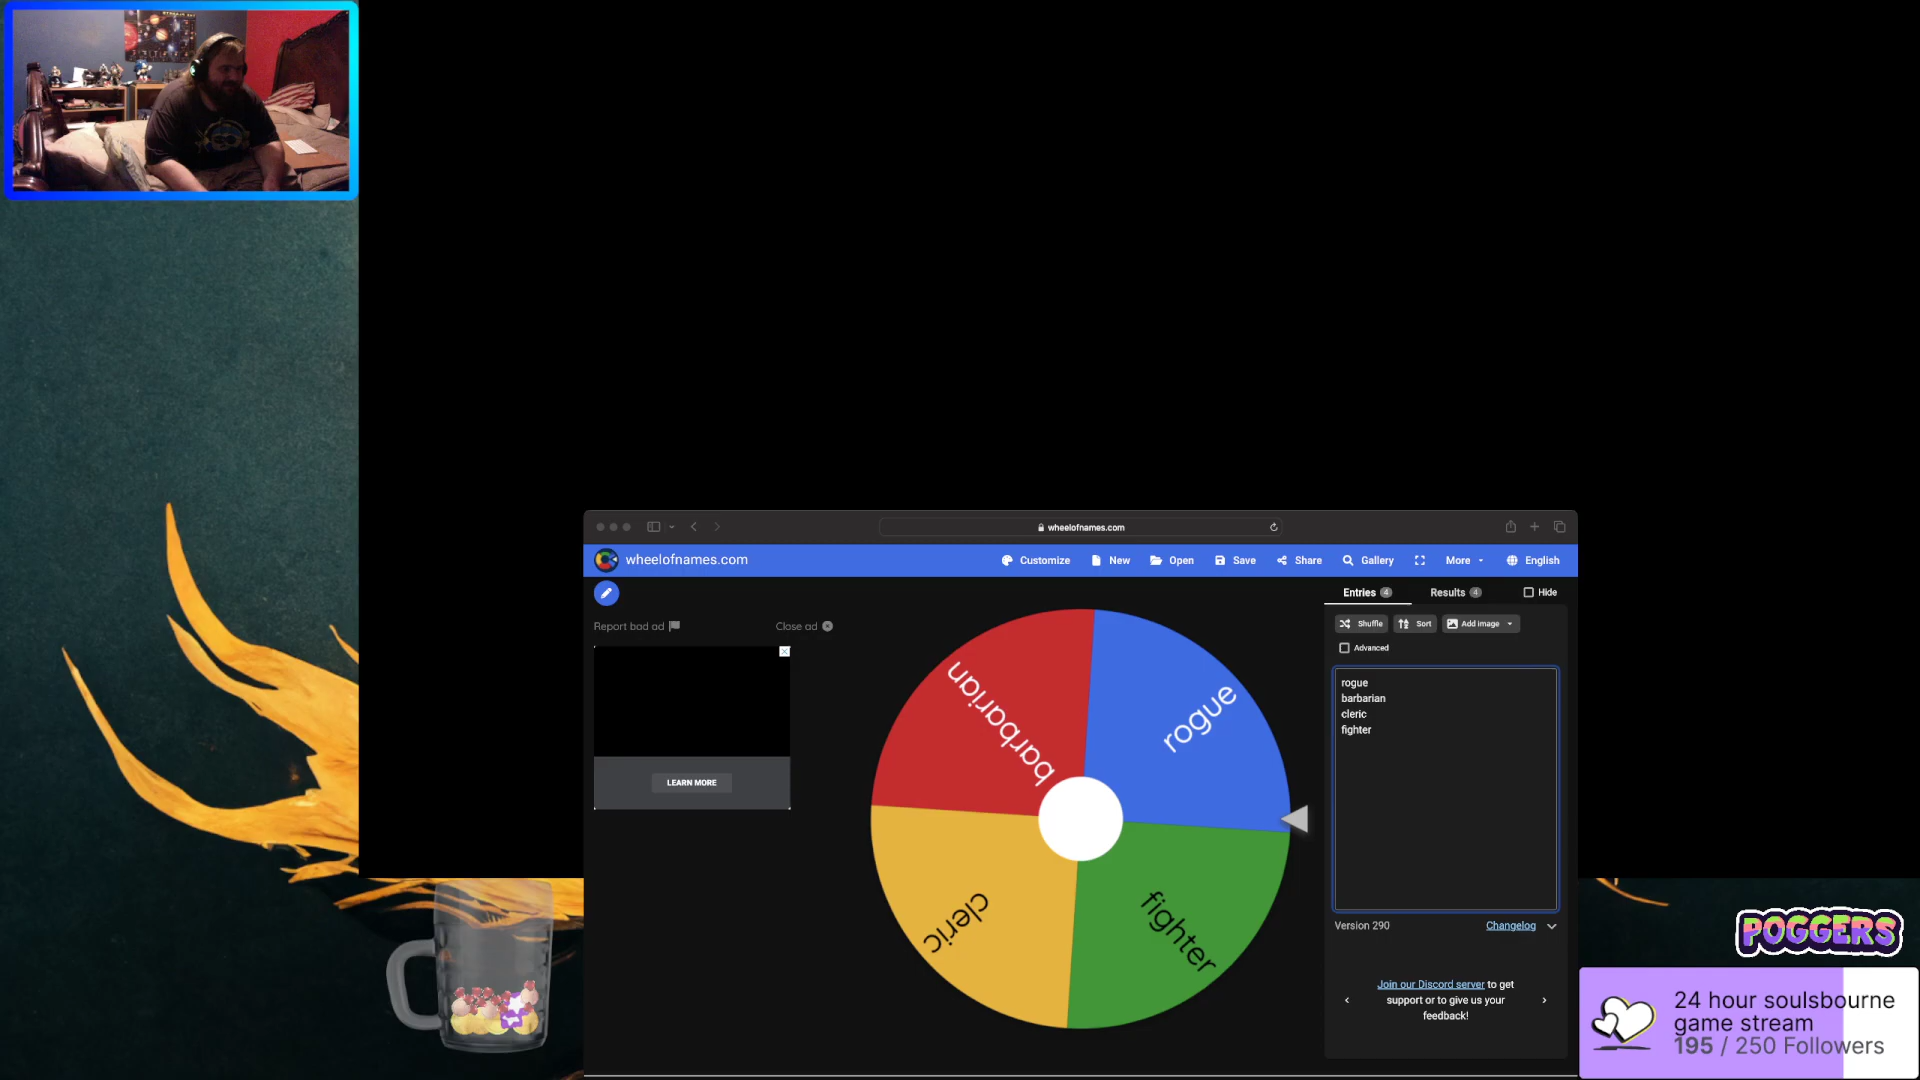 wheelofnames.com
wheelofnames.com
Customize
New
Open
Save
Share
Gallery
More
English
Report bad ad
Close ad
LEARN MORE
rogue
barbarian
cleric
fighter
Entries 4
Results 4
Hide
Shuffle
Sort
Add image
Advanced
rogue
barbarian
cleric
fighter
Version 290
Changelog
Join our Discord server to get
support or to give us your
feedback!
POGGERS
24 hour soulsbourne
game stream
195 / 250 Followers